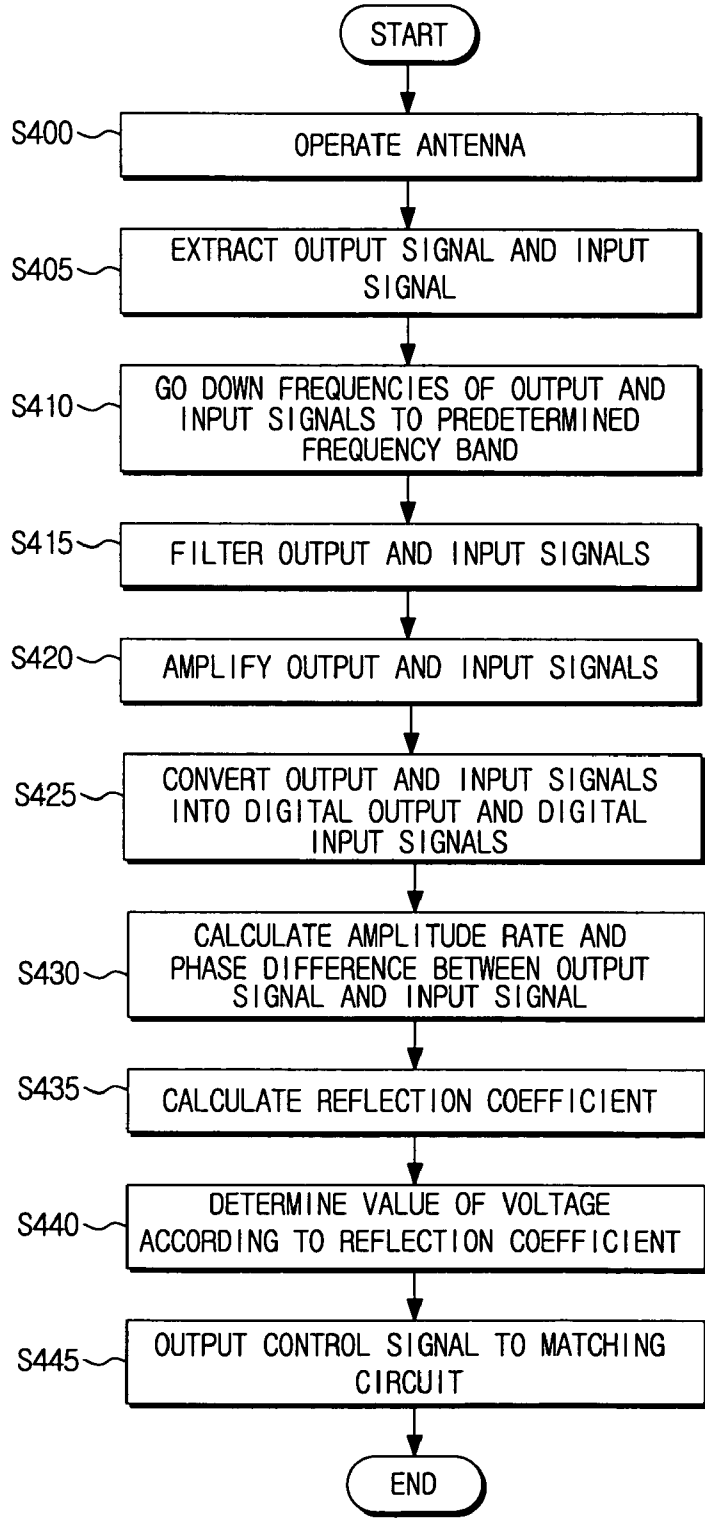 START
S400
OPERATE ANTENNA
S405
EXTRACT OUTPUT SIGNAL AND INPUT
SIGNAL
S410
GO DOWN FREQUENCIES OF OUTPUT AND
INPUT SIGNALS TO PREDETERMINED
FREQUENCY BAND
S415
FILTER OUTPUT AND INPUT SIGNALS
S420
AMPLIFY OUTPUT AND INPUT SIGNALS
S425
CONVERT OUTPUT AND INPUT SIGNALS
INTO DIGITAL OUTPUT AND DIGITAL
INPUT SIGNALS
S430
CALCULATE AMPLITUDE RATE AND
PHASE DIFFERENCE BETWEEN OUTPUT
SIGNAL AND INPUT SIGNAL
S435
CALCULATE REFLECTION COEFFICIENT
S440
DETERMINE VALUE OF VOLTAGE
ACCORDING TO REFLECTION COEFFICIENT
S445
OUTPUT CONTROL SIGNAL TO MATCHING
CIRCUIT
END